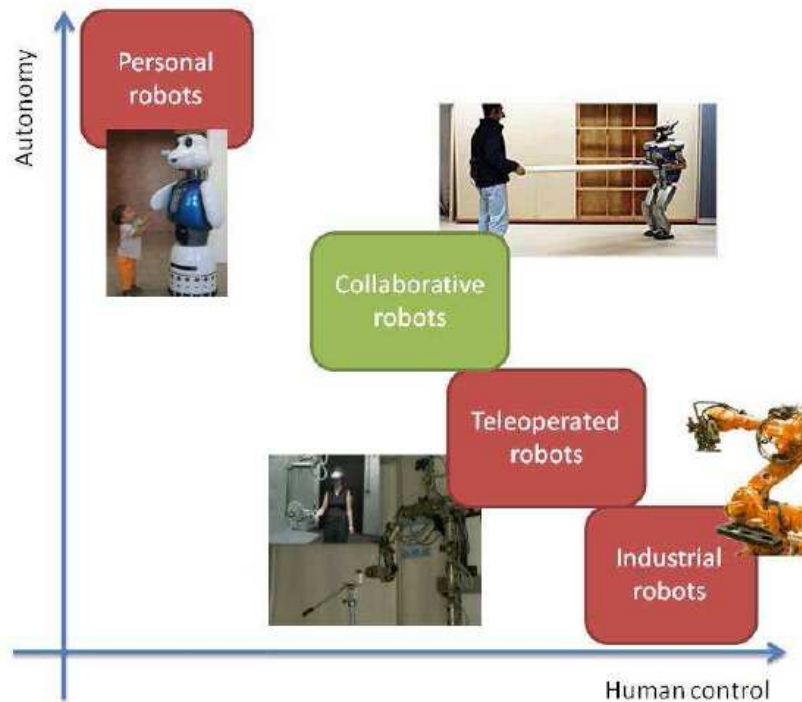 Autonomy
Personal
robots
Collaborative
robots
Teleoperated
robots
Industrial
robots
Human control